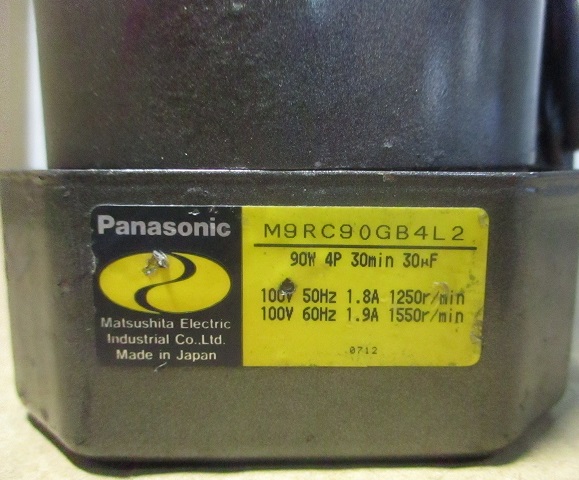 Panasonic
Matsushita Electric
Industrial Co.,Ltd.
Made in Japan
M9RC90GB4L2
90W 4P 30min 30μF
100V 50Hz 1.8A 1250r/min
100V 60Hz 1.9A 1550r/min
0712